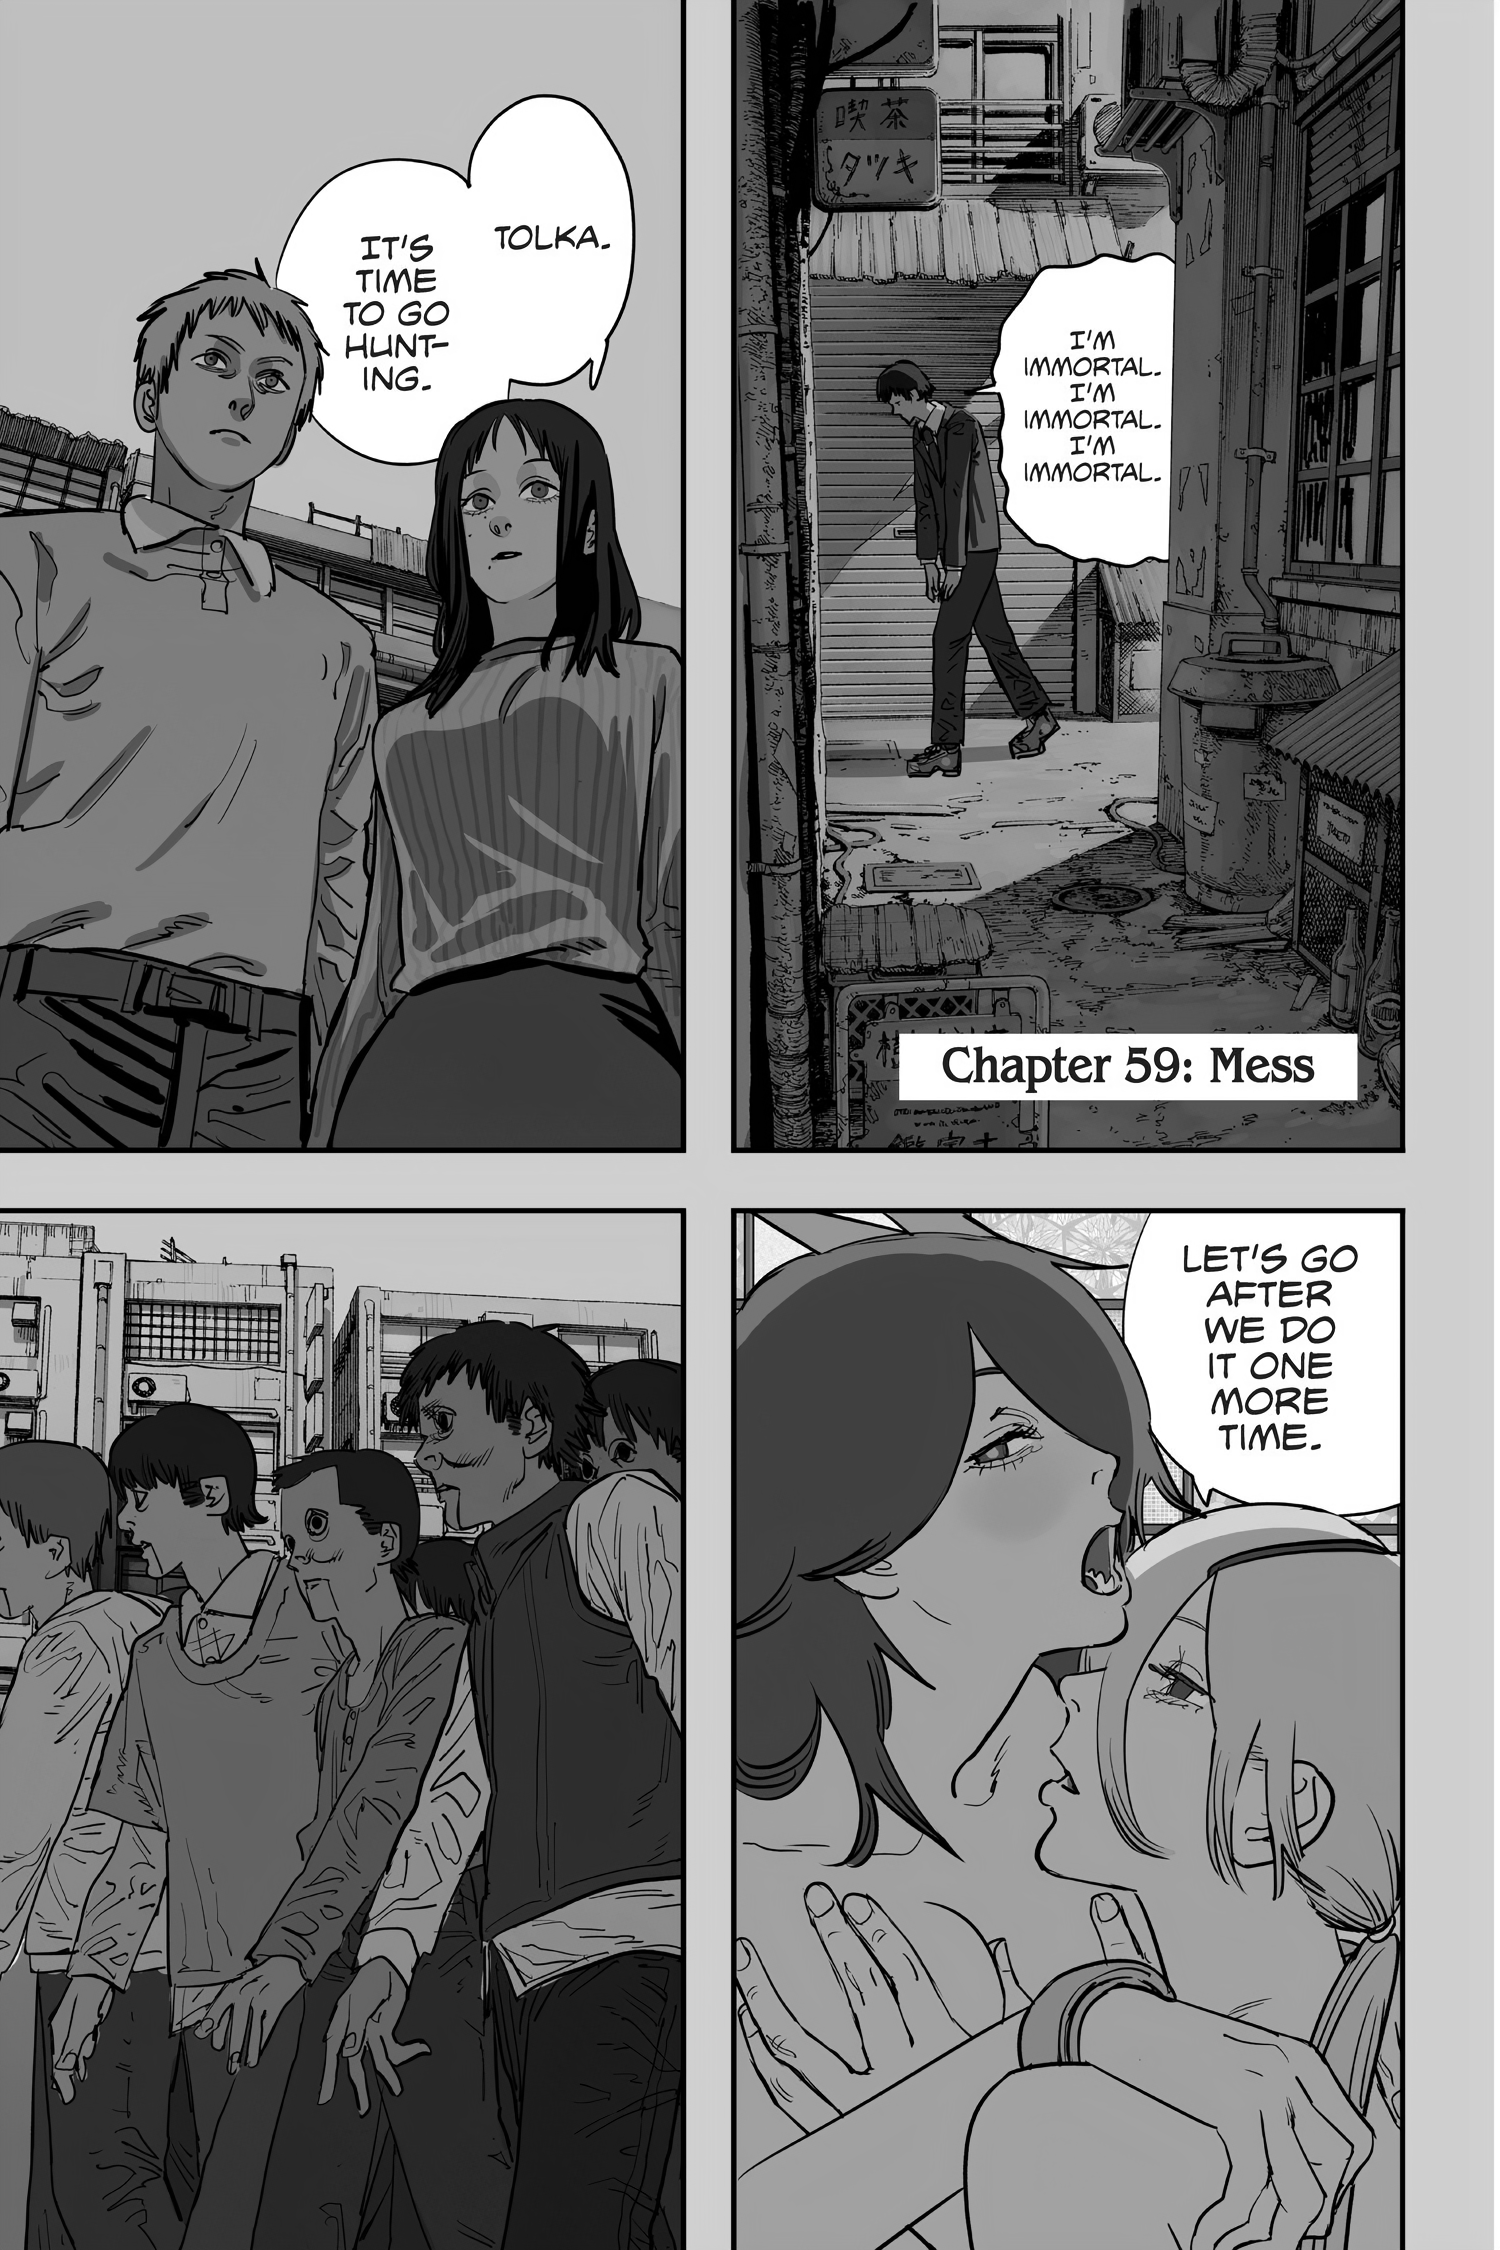 喫茶
タツキ
I'M
IMMORTAL.
I'M
IMMORTAL.
I'M
IMMORTAL.
Chapter 59: Mess
TOLKA.
IT'S
TIME
TO GO
HUNT-
ING.
LET'S GO
AFTER
WE DO
IT ONE
MORE
TIME.